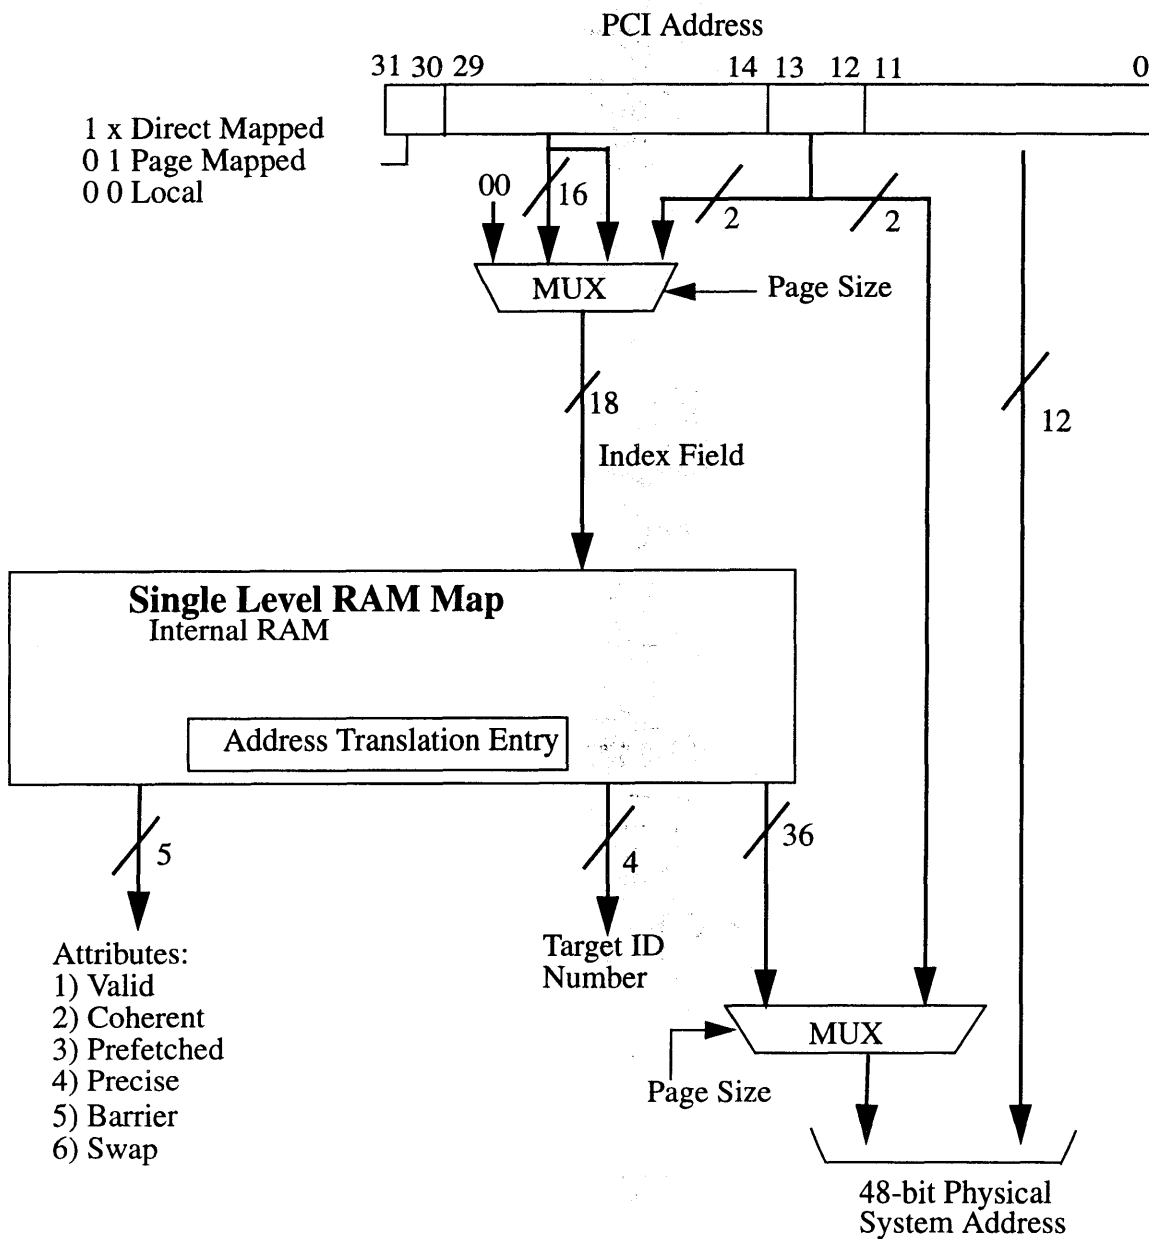 PCI Address
31 30 29 14 13 12 11 0
1 x Direct Mapped
0 1 Page Mapped
0 0 Local
00
16
2
2
MUX
Page Size
18
12
Index Field
Single Level RAM Map
Internal RAM
Address Translation Entry
5
4
36
Attributes:
1) Valid
2) Coherent
3) Prefetched
4) Precise
5) Barrier
6) Swap
Target ID
Number
MUX
Page Size
48-bit Physical
System Address